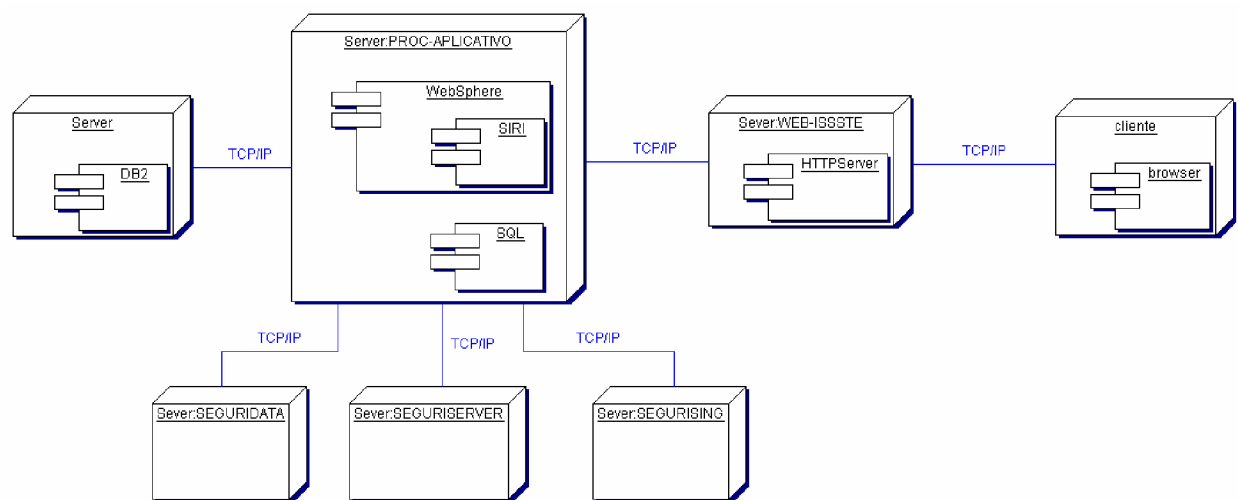 Server:PROC-APLICATIVO
WebSphere
SIRI
SQL
Server
DB2
TCP/IP
TCP/IP
Sever:WEB-ISSSTE
HTTPServer
TCP/IP
cliente
browser
TCP/IP
TCP/IP
TCP/IP
Sever:SEGURIDATA
Sever:SEGURISERVER
Sever:SEGURISING